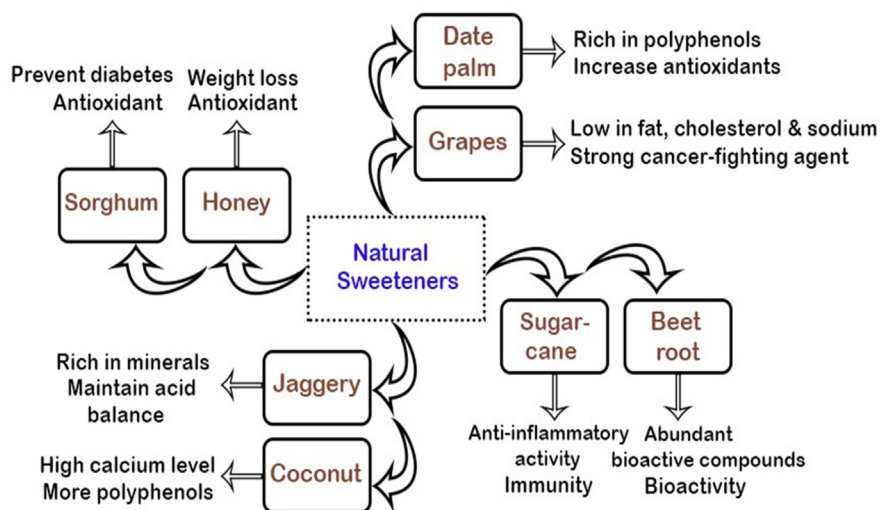 Date
palm
Rich in polyphenols
Increase antioxidants
Grapes
Low in fat, cholesterol & sodium
Strong cancer-fighting agent
Prevent diabetes
Antioxidant
Weight loss
Antioxidant
Sorghum
Honey
Natural
Sweeteners
Sugar-
cane
Beet
root
Anti-inflammatory
activity
Immunity
Abundant
bioactive compounds
Bioactivity
Rich in minerals
Maintain acid
balance
Jaggery
High calcium level
More polyphenols
Coconut